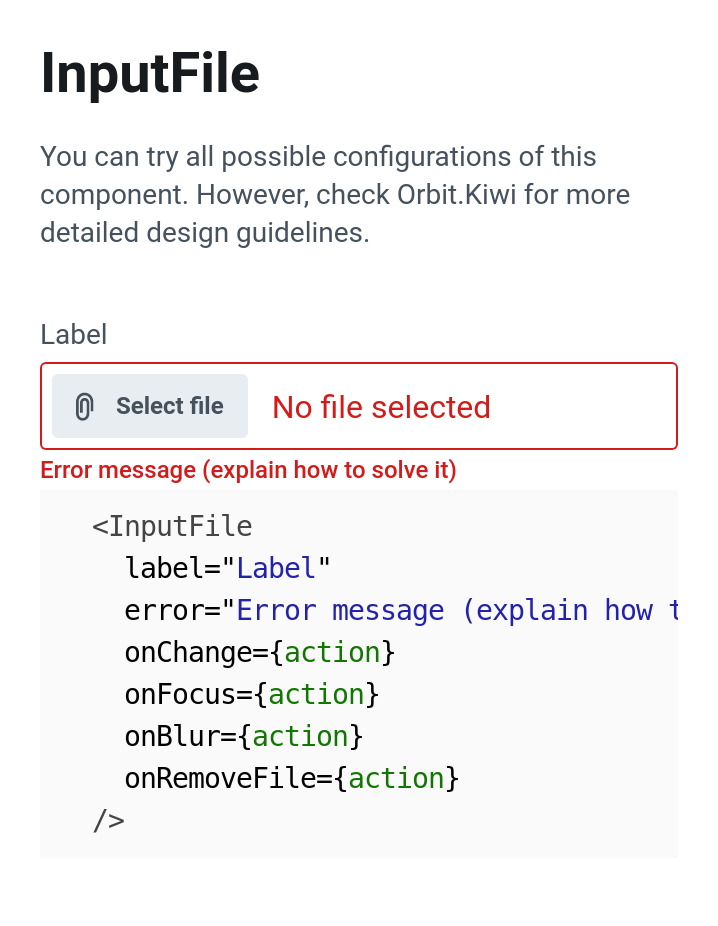 InputFile
You can try all possible configurations of this
component. However, check Orbit.Kiwi for more
detailed design guidelines.
Label
Select file No file selected
Error message (explain how to solve it)
<InputFile
label="Label"
error="Error message (explain how t
onChange={action}
onFocus={action}
onBlur={action}
onRemoveFile={action}
/>